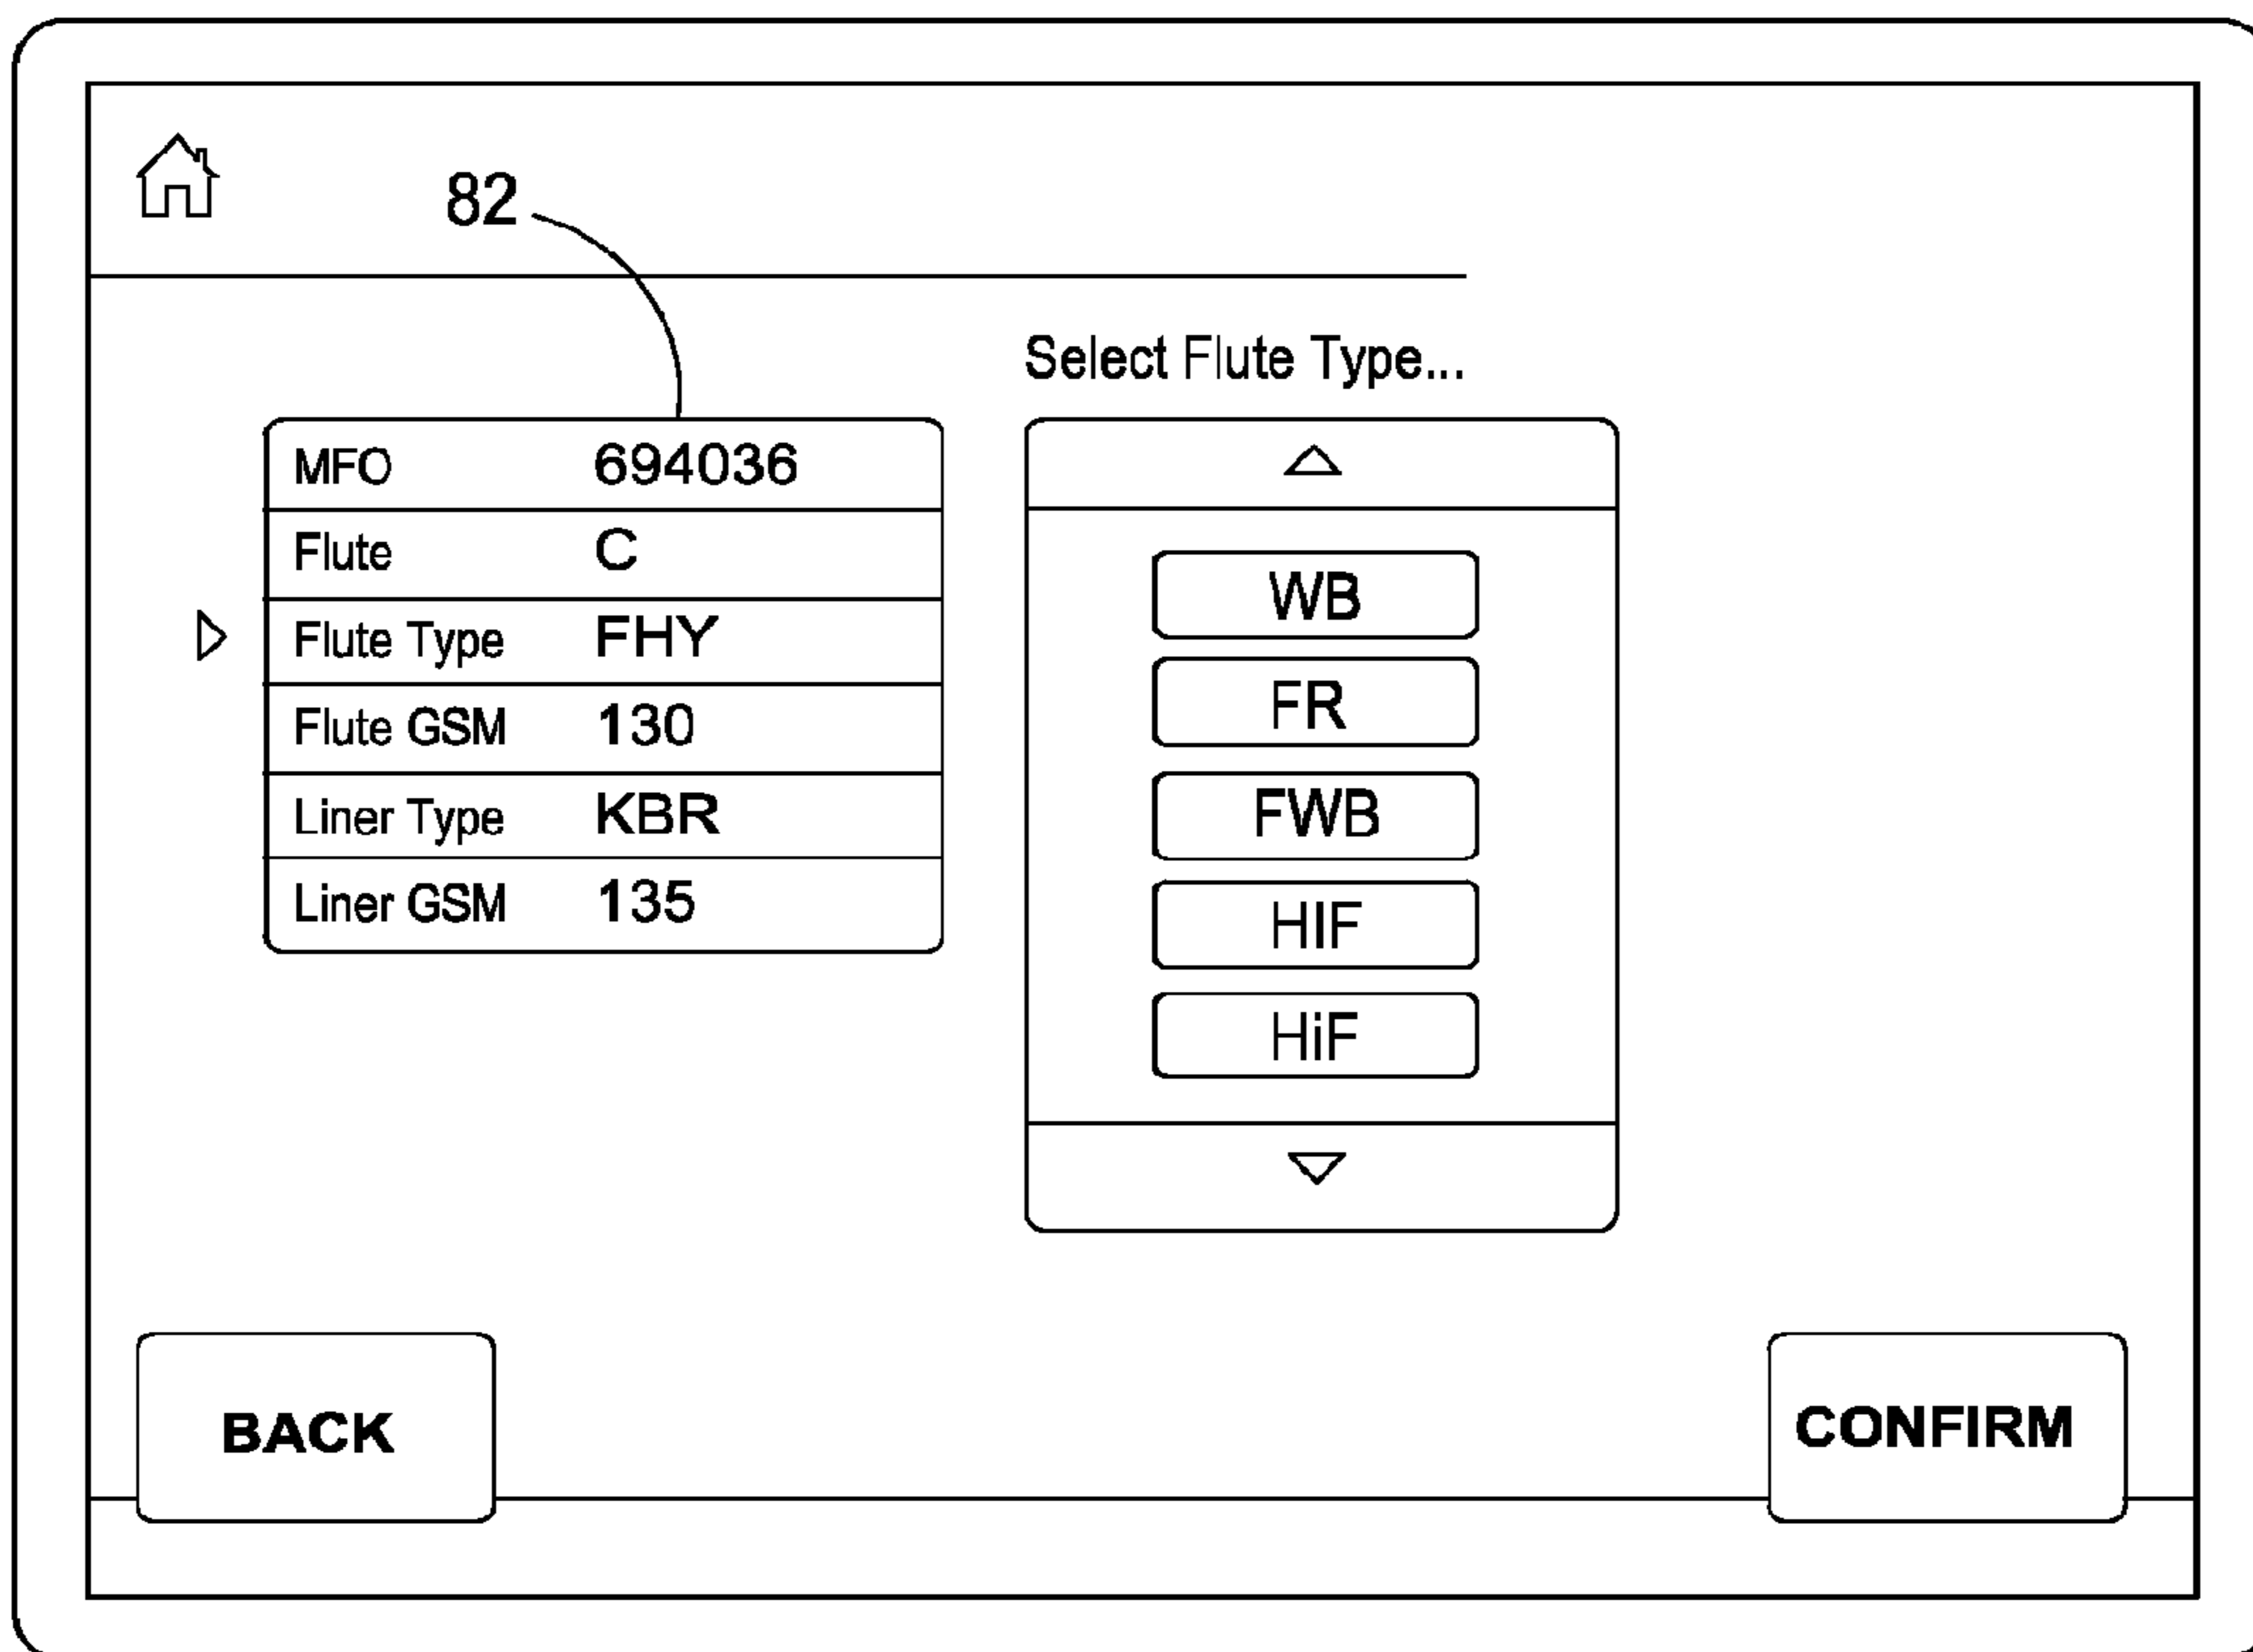 82
Select Flute Type...
MFO 694036
Flute C
Flute Type FHY
Flute GSM 130
Liner Type KBR
Liner GSM 135
WB
FR
FWB
HIF
HiF
BACK
CONFIRM